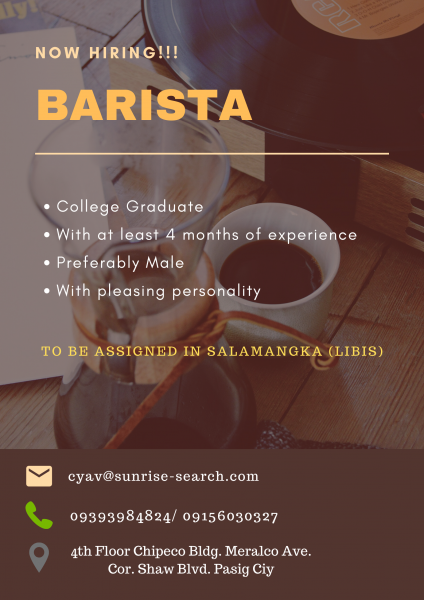 NOW HIRING!!!
BARISTA
• College Graduate
• With at least 4 months of experience
• Preferably Male
• With pleasing personality
TO BE ASSIGNED IN SALAMANGKA (LIBIS)
cyav@sunrise-search.com
09393984824/ 09156030327
4th Floor Chipeco Bldg. Meralco Ave.
Cor. Shaw Blvd. Pasig Ciy